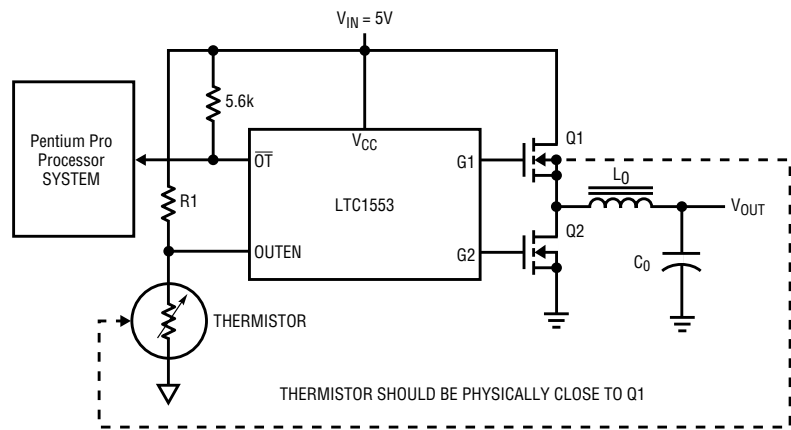 V_IN = 5V
5.6k
Pentium Pro
Processor
SYSTEM
R1
V_CC
O̅T̅
G1
LTC1553
OUTEN
G2
Q1
L_0
Q2
V_OUT
C_0
THERMISTOR
THERMISTOR SHOULD BE PHYSICALLY CLOSE TO Q1